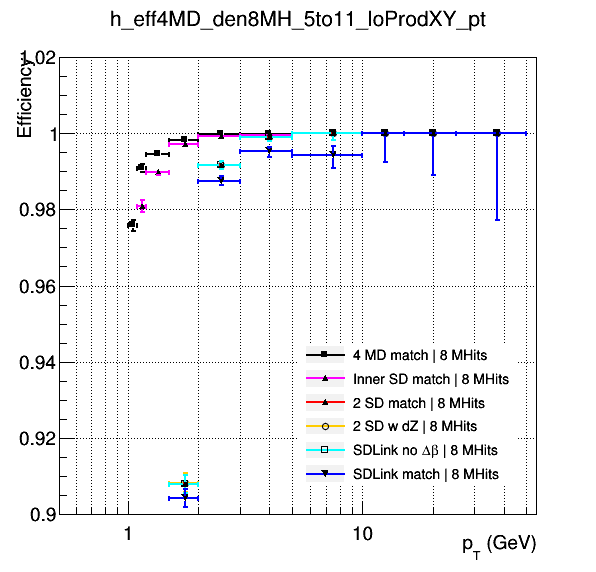 h_eff4MD_den8MH_5to11_loProdXY_pt
Efficiency
1.02
1
0.98
0.96
0.94
0.92
0.9
4 MD match | 8 MHits
Inner SD match | 8 MHits
2 SD match | 8 MHits
2 SD w dZ | 8 MHits
SDLink no Δβ | 8 MHits
SDLink match | 8 MHits
1 10
p_T (GeV)